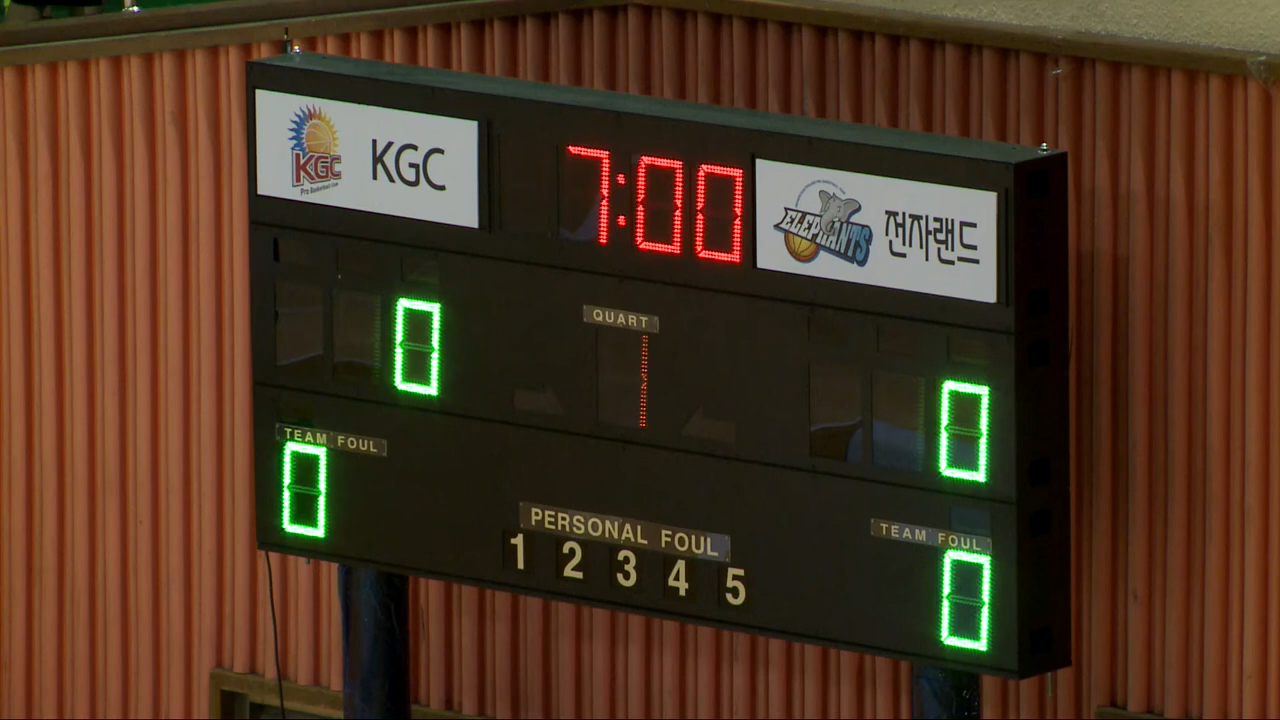 KGC
Pro Basketball Club
KGC
7:00
ELEPHANTS
전자랜드
0
QUART
1
0
TEAM FOUL
0
PERSONAL FOUL
1 2 3 4 5
TEAM FOUL
0